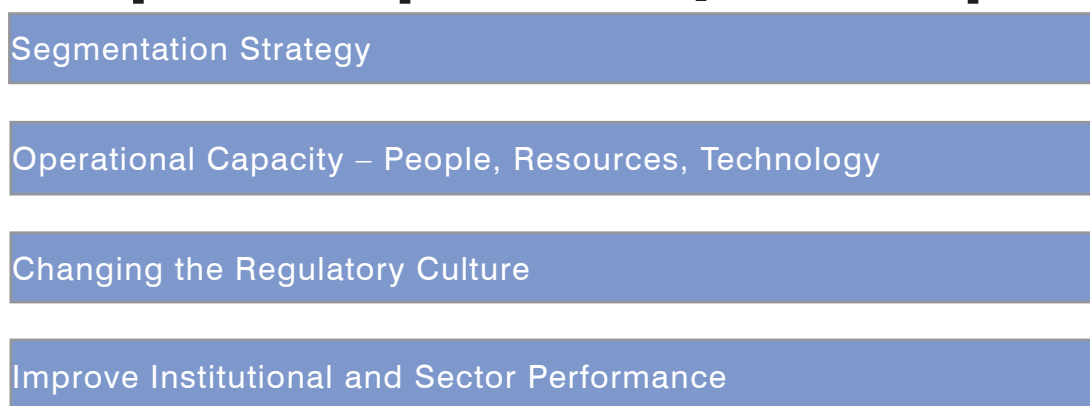 Segmentation Strategy
Operational Capacity – People, Resources, Technology
Changing the Regulatory Culture
Improve Institutional and Sector Performance